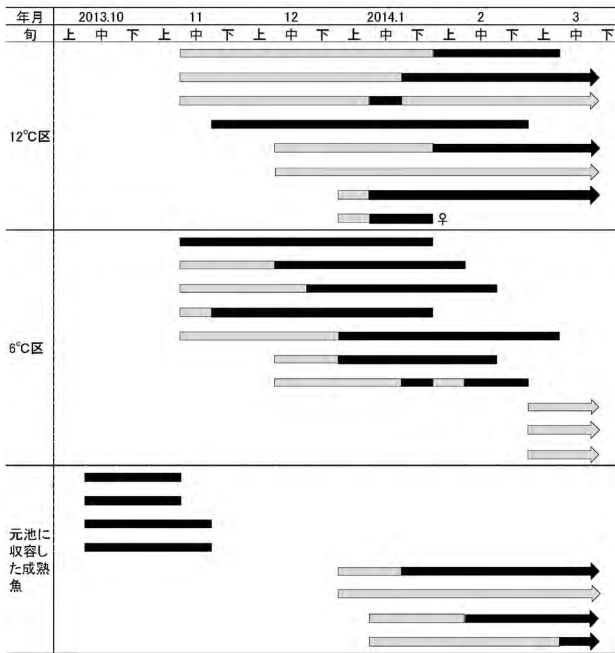 年月 2013.10 11 12 2014.1 2 3
旬 上 中 下 上 中 下 上 中 下 上 中 下 上 中 下 上 中 下
12℃区
♀
6℃区
元池に
収容し
た成熟
魚